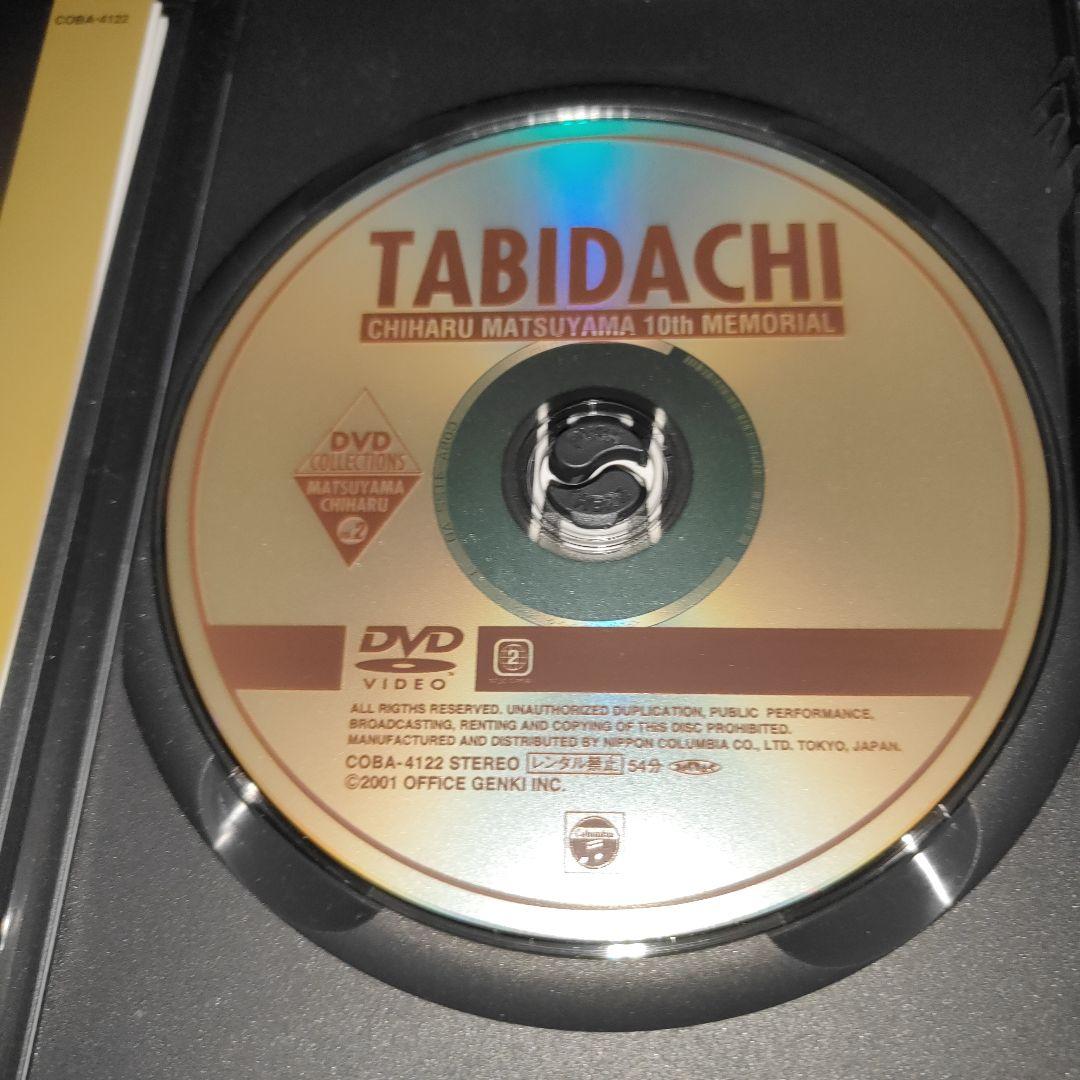 COBA-4122
TABIDACHI
CHIHARU MATSUYAMA 10th MEMORIAL
DVD
COLLECTIONS
MATSUYAMA
CHIHARU
DVD
VIDEO
2
ALL RIGTHS RESERVED. UNAUTHORIZED DUPLICATION, PUBLIC PERFORMANCE,
BROADCASTING, RENTING AND COPYING OF THIS DISC PROHIBITED.
MANUFACTURED AND DISTRIBUTED BY NIPPON COLUMBIA CO., LTD. TOKYO, JAPAN.
COBA-4122 STEREO レンタル禁止 54分
©2001 OFFICE GENKI INC.
Columbia